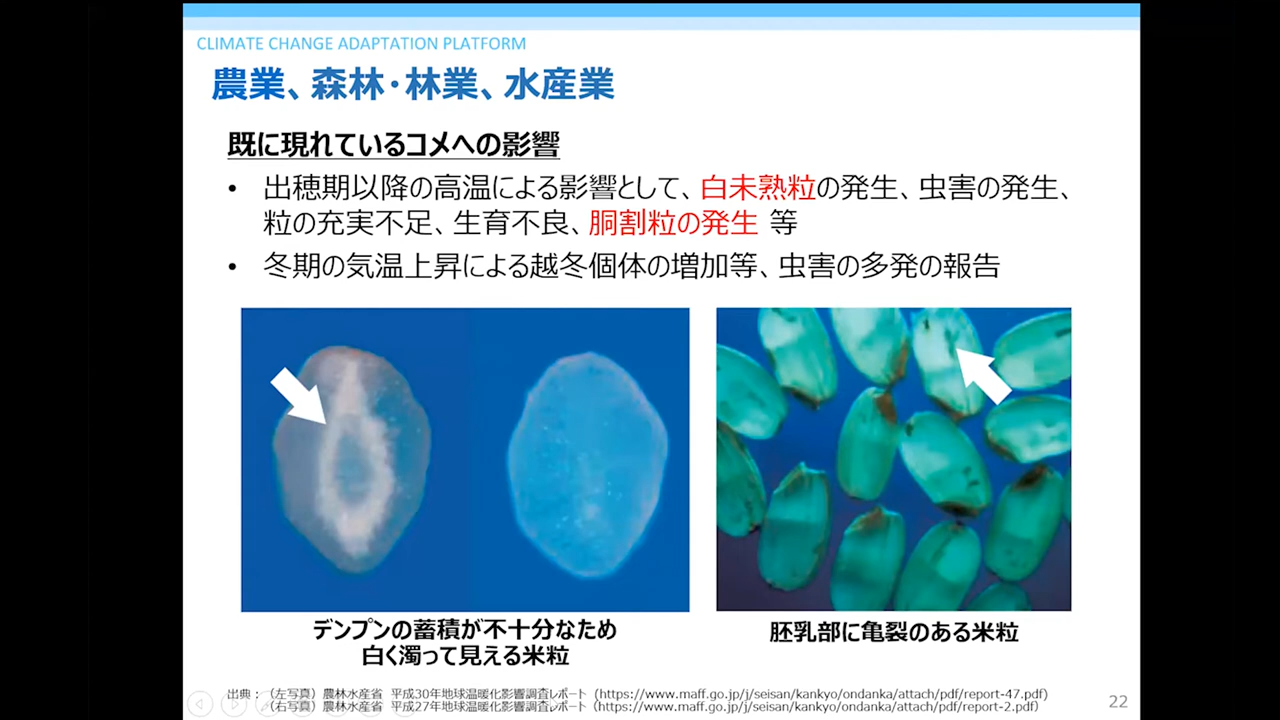 CLIMATE CHANGE ADAPTATION PLATFORM
農業、森林・林業、水産業
既に現れているコメへの影響
• 出穂期以降の高温による影響として、白未熟粒の発生、虫害の発生、
粒の充実不足、生育不良、胴割粒の発生 等
• 冬期の気温上昇による越冬個体の増加等、虫害の多発の報告
デンプンの蓄積が不十分なため
白く濁って見える米粒
胚乳部に亀裂のある米粒
出典：（左写真）農林水産省 平成30年地球温暖化影響調査レポート（https://www.maff.go.jp/j/seisan/kankyo/ondanka/attach/pdf/report-47.pdf）
（右写真）農林水産省 平成27年地球温暖化影響調査レポート（https://www.maff.go.jp/j/seisan/kankyo/ondanka/attach/pdf/report-2.pdf）
22